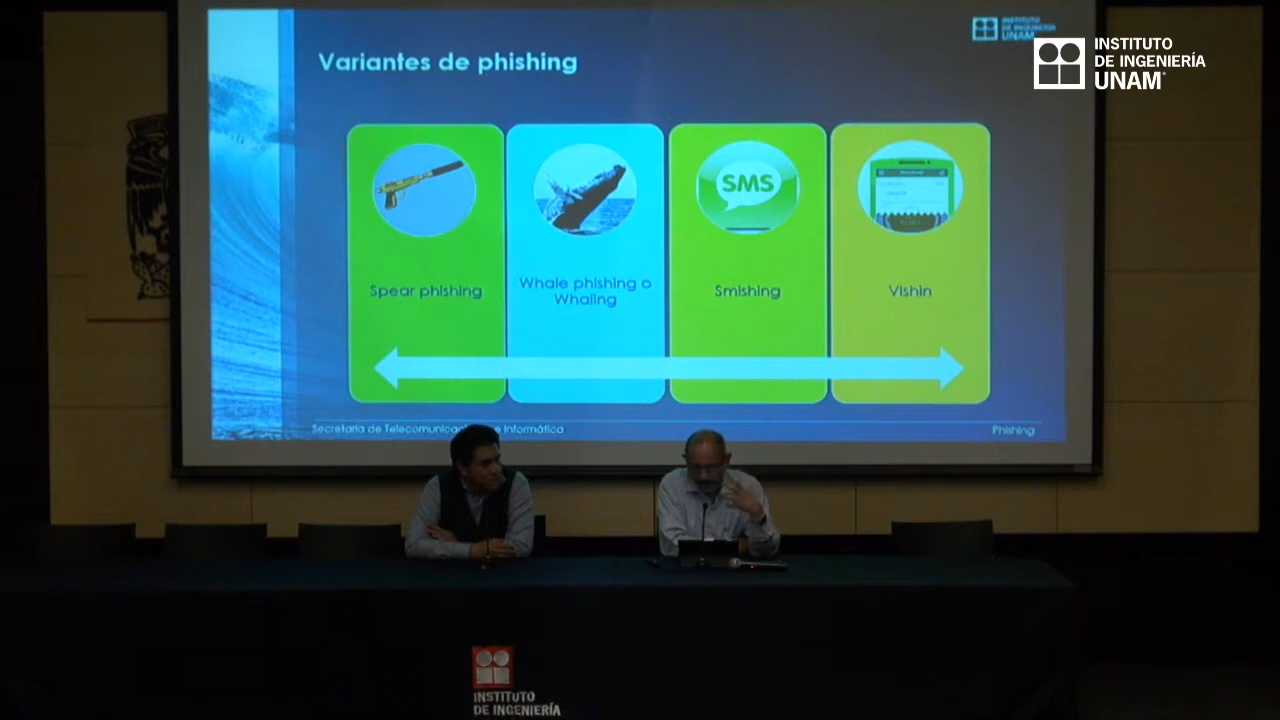 INSTITUTO
DE INGENIERÍA
UNAM
INSTITUTO
DE INGENIERÍA
UNAM
Variantes de phishing
SMS
Spear phishing
Whale phishing o
Whaling
Smishing
Vishin
Secretaría de Telecomunicaciones e Informática
Phishing
INSTITUTO
DE INGENIERÍA